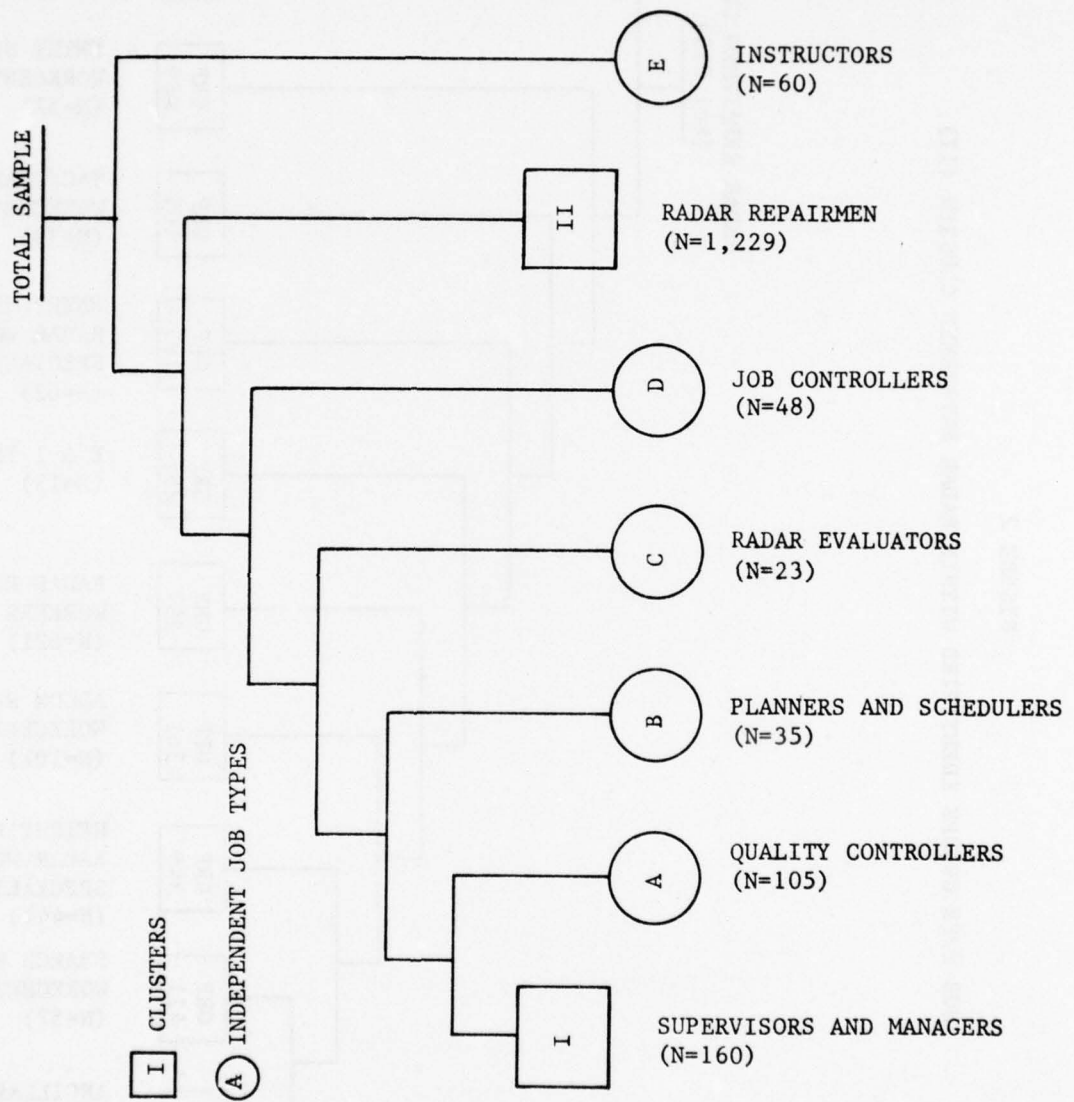 TOTAL SAMPLE
I CLUSTERS
A INDEPENDENT JOB TYPES
E
INSTRUCTORS
(N=60)
II
RADAR REPAIRMEN
(N=1,229)
D
JOB CONTROLLERS
(N=48)
C
RADAR EVALUATORS
(N=23)
B
PLANNERS AND SCHEDULERS
(N=35)
A
QUALITY CONTROLLERS
(N=105)
I
SUPERVISORS AND MANAGERS
(N=160)